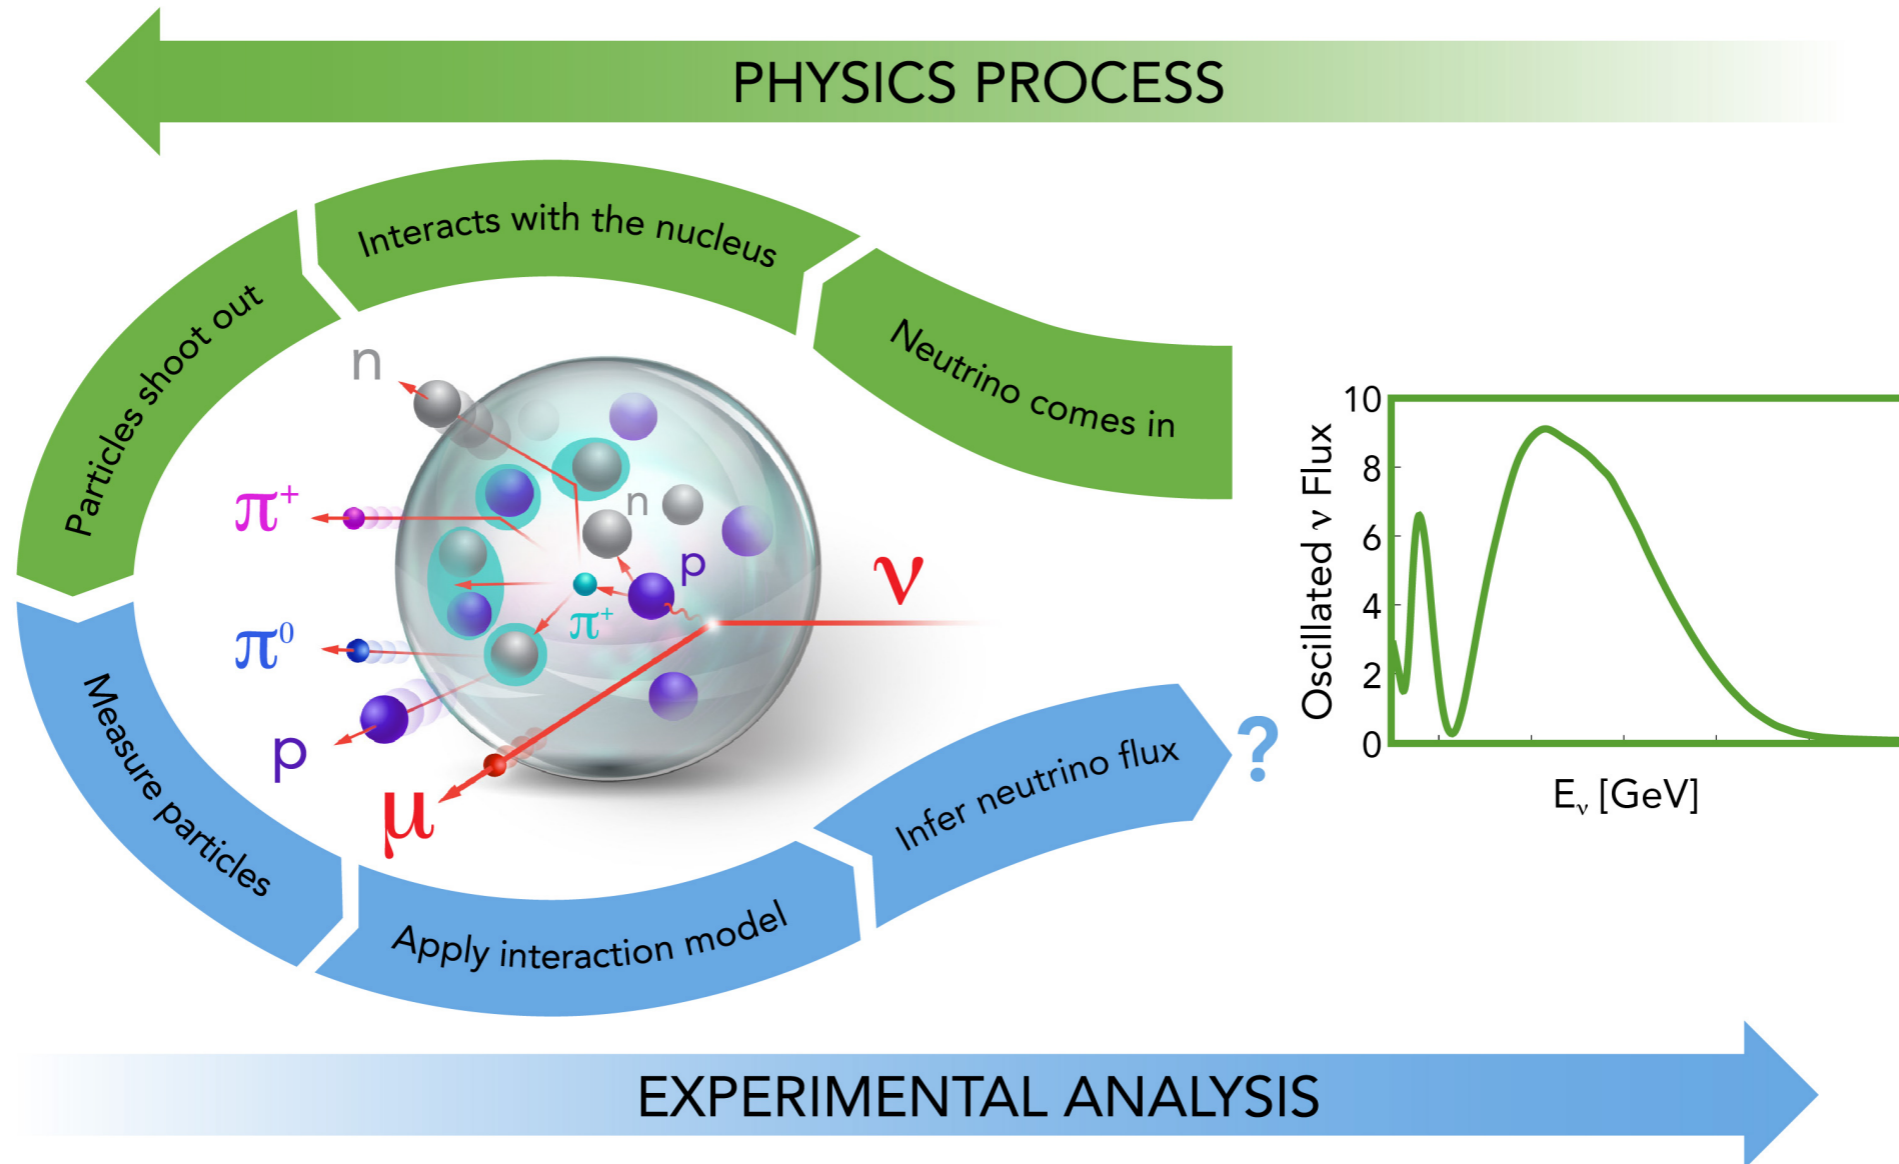 PHYSICS PROCESS
Interacts with the nucleus
Particles shoot out
Neutrino comes in
n
π⁺
n
p
π⁺
ν
π⁰
p
μ
Measure particles
Apply interaction model
Infer neutrino flux
?
Oscillated ν Flux
10
8
6
4
2
0
Eᵥ [GeV]
EXPERIMENTAL ANALYSIS